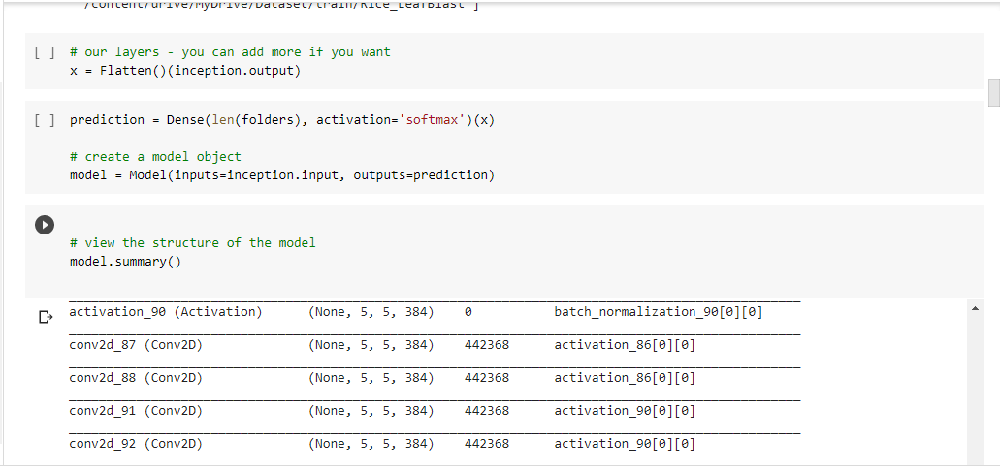 /content/drive/MyDrive/Dataset/train/Rice_LeafBlast ]
[ ] # our layers - you can add more if you want
x = Flatten()(inception.output)
[ ] prediction = Dense(len(folders), activation='softmax')(x)
# create a model object
model = Model(inputs=inception.input, outputs=prediction)
# view the structure of the model
model.summary()
activation_90 (Activation) (None, 5, 5, 384) 0 batch_normalization_90[0][0]
conv2d_87 (Conv2D) (None, 5, 5, 384) 442368 activation_86[0][0]
conv2d_88 (Conv2D) (None, 5, 5, 384) 442368 activation_86[0][0]
conv2d_91 (Conv2D) (None, 5, 5, 384) 442368 activation_90[0][0]
conv2d_92 (Conv2D) (None, 5, 5, 384) 442368 activation_90[0][0]